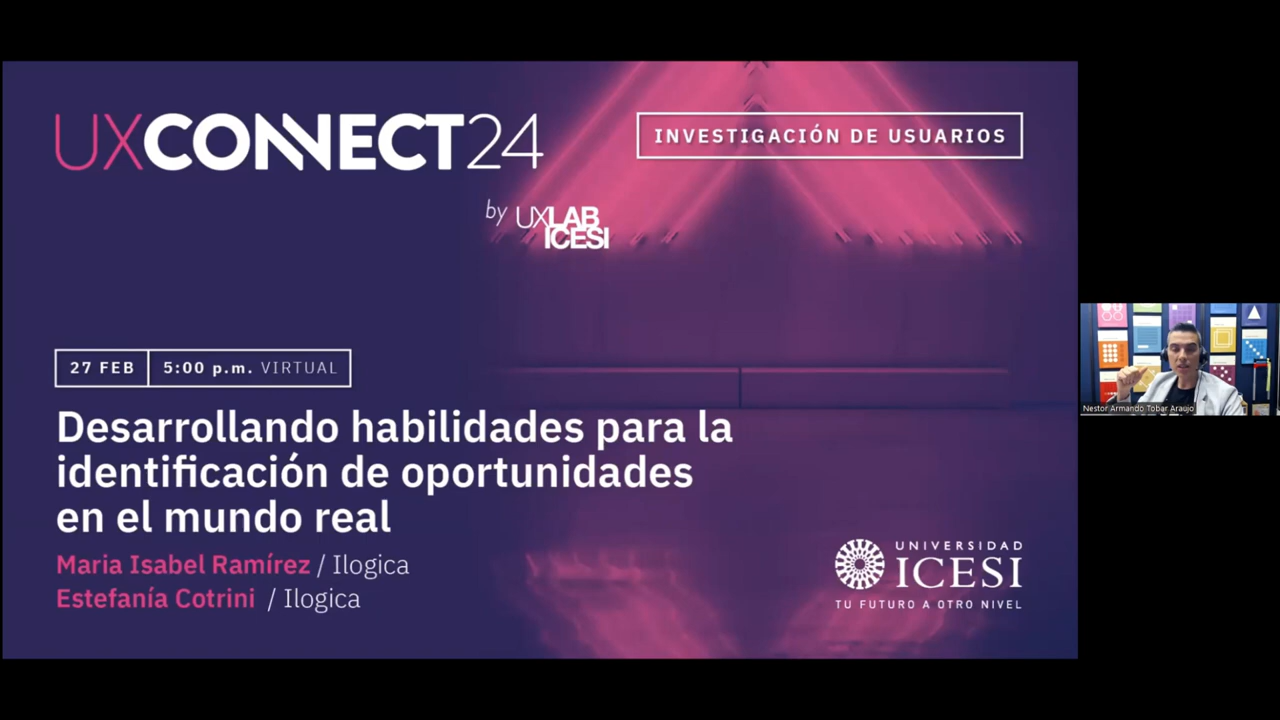 UXCONNECT24
INVESTIGACIÓN DE USUARIOS
by UXLAB
ICESI
27 FEB 5:00 p.m. VIRTUAL
Desarrollando habilidades para la
identificación de oportunidades
en el mundo real
Maria Isabel Ramírez / Ilogica
Estefanía Cotrini / Ilogica
UNIVERSIDAD
ICESI
TU FUTURO A OTRO NIVEL
Nestor Armando Tobar Araujo